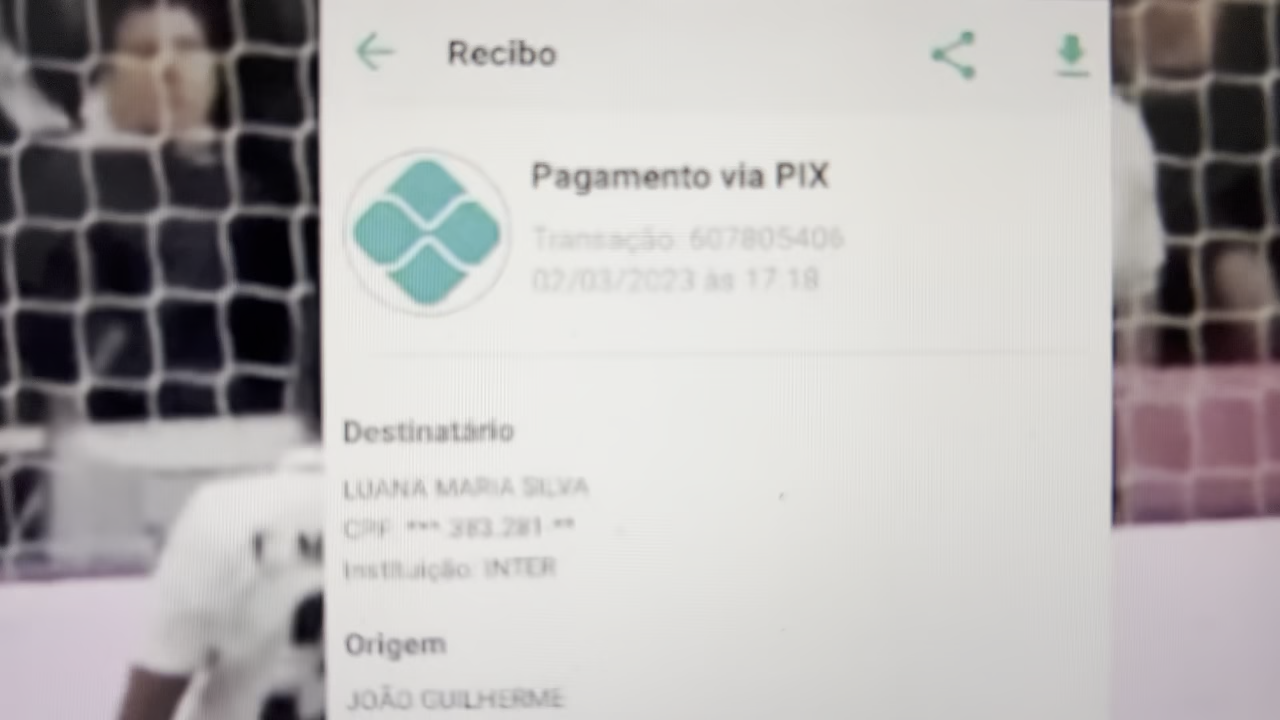 Recibo
Pagamento via PIX
Transação: 607805406
02/03/2023 às 17:18
Destinatário
LUANA MARIA SILVA
CPF: ***.383.281-**
Instituição: INTER
Origem
JOÃO GUILHERME